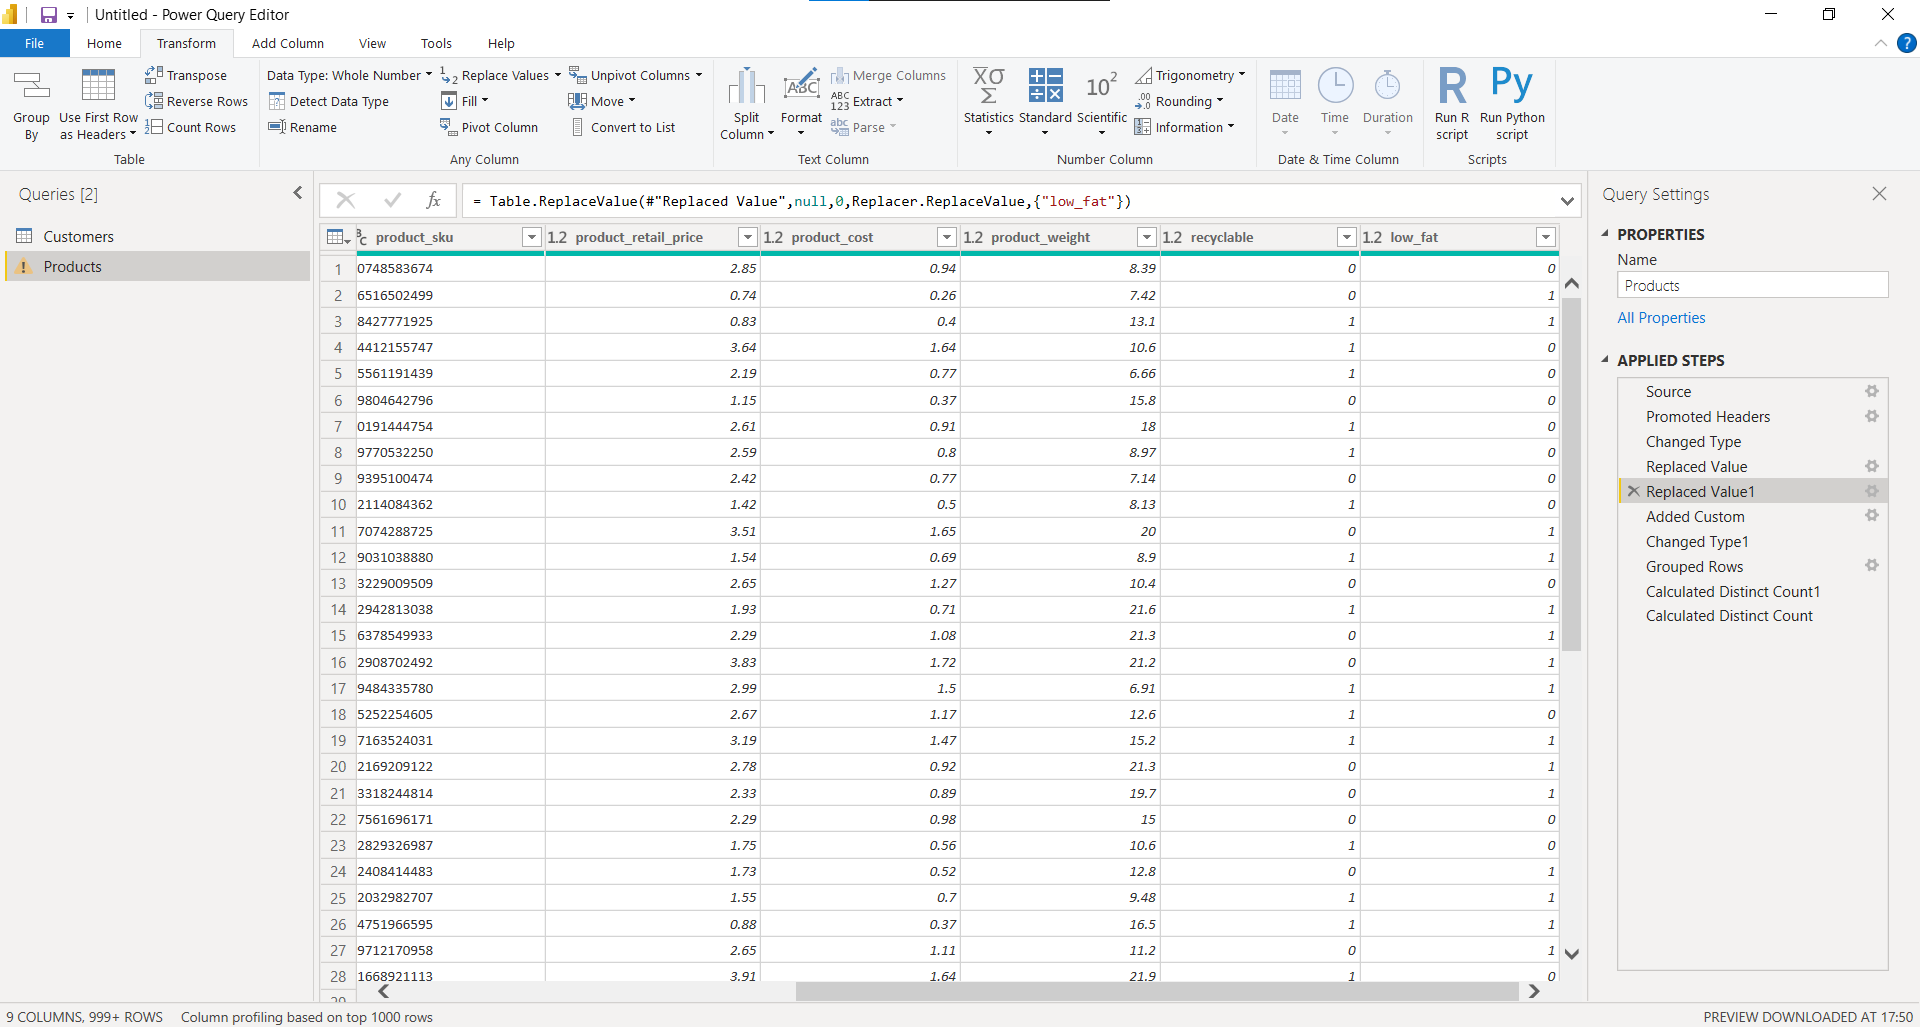 Untitled - Power Query Editor
File Home Transform Add Column View Tools Help
Group By
Use First Row as Headers
Transpose
Reverse Rows
Count Rows
Table
Data Type: Whole Number
Detect Data Type
Rename
Replace Values
Fill
Pivot Column
Unpivot Columns
Move
Convert to List
Any Column
Split Column
Format
Merge Columns
Extract
Parse
Text Column
Statistics
Standard
Scientific
Trigonometry
Rounding
Information
Number Column
Date
Time
Duration
Date & Time Column
Run R script
Run Python script
Scripts
Queries [2]
Customers
Products
= Table.ReplaceValue(#"Replaced Value",null,0,Replacer.ReplaceValue,{"low_fat"})
product_sku 1.2 product_retail_price 1.2 product_cost 1.2 product_weight 1.2 recyclable 1.2 low_fat
1 0748583674 2.85 0.94 8.39 0 0
2 6516502499 0.74 0.26 7.42 0 1
3 8427771925 0.83 0.4 13.1 1 1
4 4412155747 3.64 1.64 10.6 1 0
5 5561191439 2.19 0.77 6.66 1 0
6 9804642796 1.15 0.37 15.8 0 0
7 0191444754 2.61 0.91 18 1 0
8 9770532250 2.59 0.8 8.97 1 0
9 9395100474 2.42 0.77 7.14 0 0
10 2114084362 1.42 0.5 8.13 1 0
11 7074288725 3.51 1.65 20 0 1
12 9031038880 1.54 0.69 8.9 1 1
13 3229009509 2.65 1.27 10.4 0 0
14 2942813038 1.93 0.71 21.6 1 1
15 6378549933 2.29 1.08 21.3 0 1
16 2908702492 3.83 1.72 21.2 0 1
17 9484335780 2.99 1.5 6.91 1 1
18 5252254605 2.67 1.17 12.6 1 0
19 7163524031 3.19 1.47 15.2 1 1
20 2169209122 2.78 0.92 21.3 0 1
21 3318244814 2.33 0.89 19.7 0 1
22 7561696171 2.29 0.98 15 0 0
23 2829326987 1.75 0.56 10.6 1 0
24 2408414483 1.73 0.52 12.8 0 1
25 2032982707 1.55 0.7 9.48 1 1
26 4751966595 0.88 0.37 16.5 1 1
27 9712170958 2.65 1.11 11.2 0 1
28 1668921113 3.91 1.64 21.9 1 0
Query Settings
PROPERTIES
Name
Products
All Properties
APPLIED STEPS
Source
Promoted Headers
Changed Type
Replaced Value
Replaced Value1
Added Custom
Changed Type1
Grouped Rows
Calculated Distinct Count1
Calculated Distinct Count
9 COLUMNS, 999+ ROWS Column profiling based on top 1000 rows
PREVIEW DOWNLOADED AT 17:50